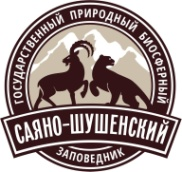 ГОСУДАРСТВЕННЫЙ ПРИРОДНЫЙ БИОСФЕРНЫЙ
САЯНО-ШУШЕНСКИЙ
ЗАПОВЕДНИК